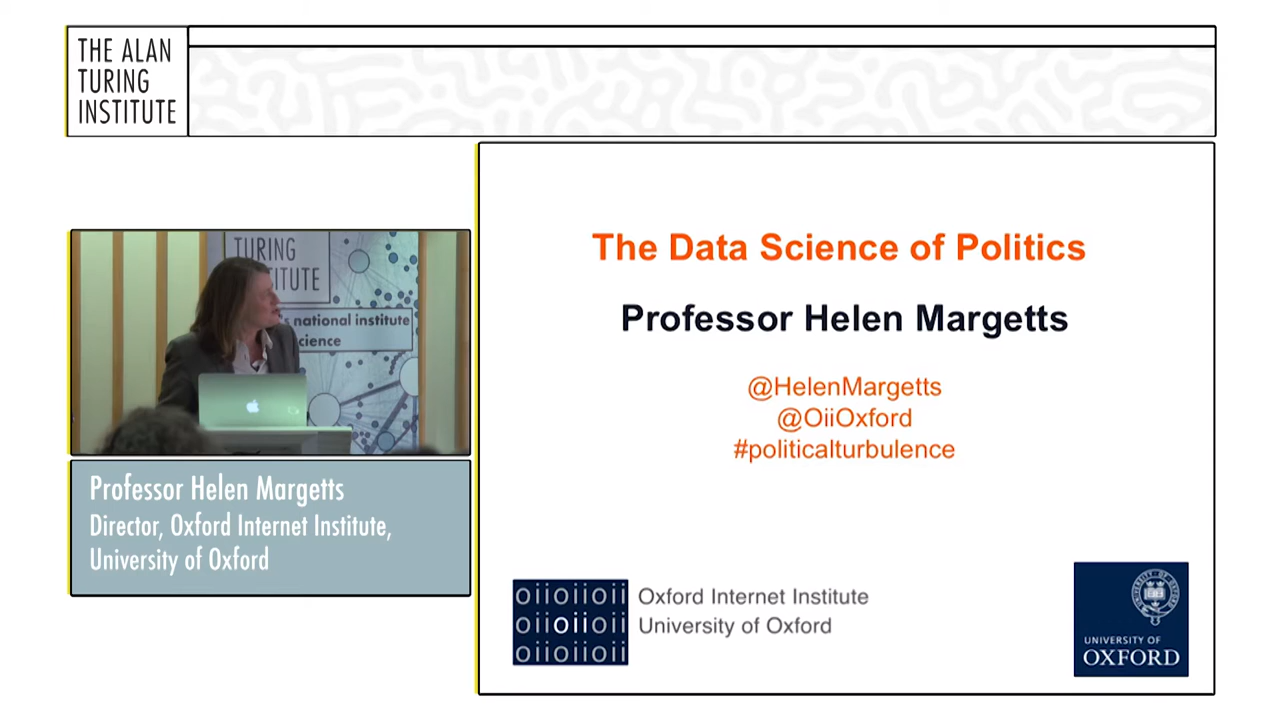 THE ALAN
TURING
INSTITUTE
TURING
TITUTE
national institute
science
Professor Helen Margetts
Director, Oxford Internet Institute,
University of Oxford
The Data Science of Politics
Professor Helen Margetts
@HelenMargetts
@OiiOxford
#politicalturbulence
oiioiioii
oiioiioii
oiioiioii
Oxford Internet Institute
University of Oxford
UNIVERSITY OF
OXFORD